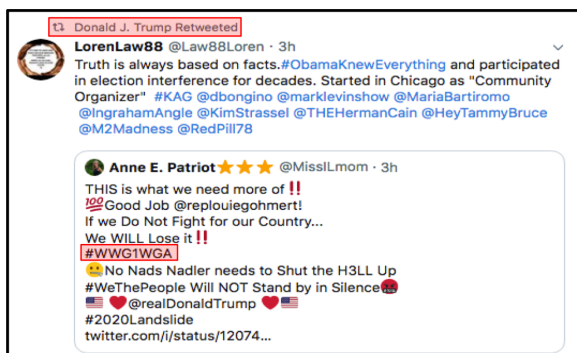 Donald J. Trump Retweeted
LorenLaw88 @Law88Loren · 3h
Truth is always based on facts.#ObamaKnewEverything and participated
in election interference for decades. Started in Chicago as "Community
Organizer" #KAG @dbongino @marklevinshow @MariaBartiromo
@IngrahamAngle @KimStrassel @THEHermanCain @HeyTammyBruce
@M2Madness @RedPill78
Anne E. Patriot⭐⭐⭐ @MissILmom · 3h
THIS is what we need more of ‼️
💯Good Job @replouiegohmert!
If we Do Not Fight for our Country...
We WILL Lose it‼️
#WWG1WGA
🤐No Nads Nadler needs to Shut the H3LL Up
#WeThePeople Will NOT Stand by in Silence🤬
🇺🇸 ❤️@realDonaldTrump ❤️🇺🇸
#2020Landslide
twitter.com/i/status/12074...